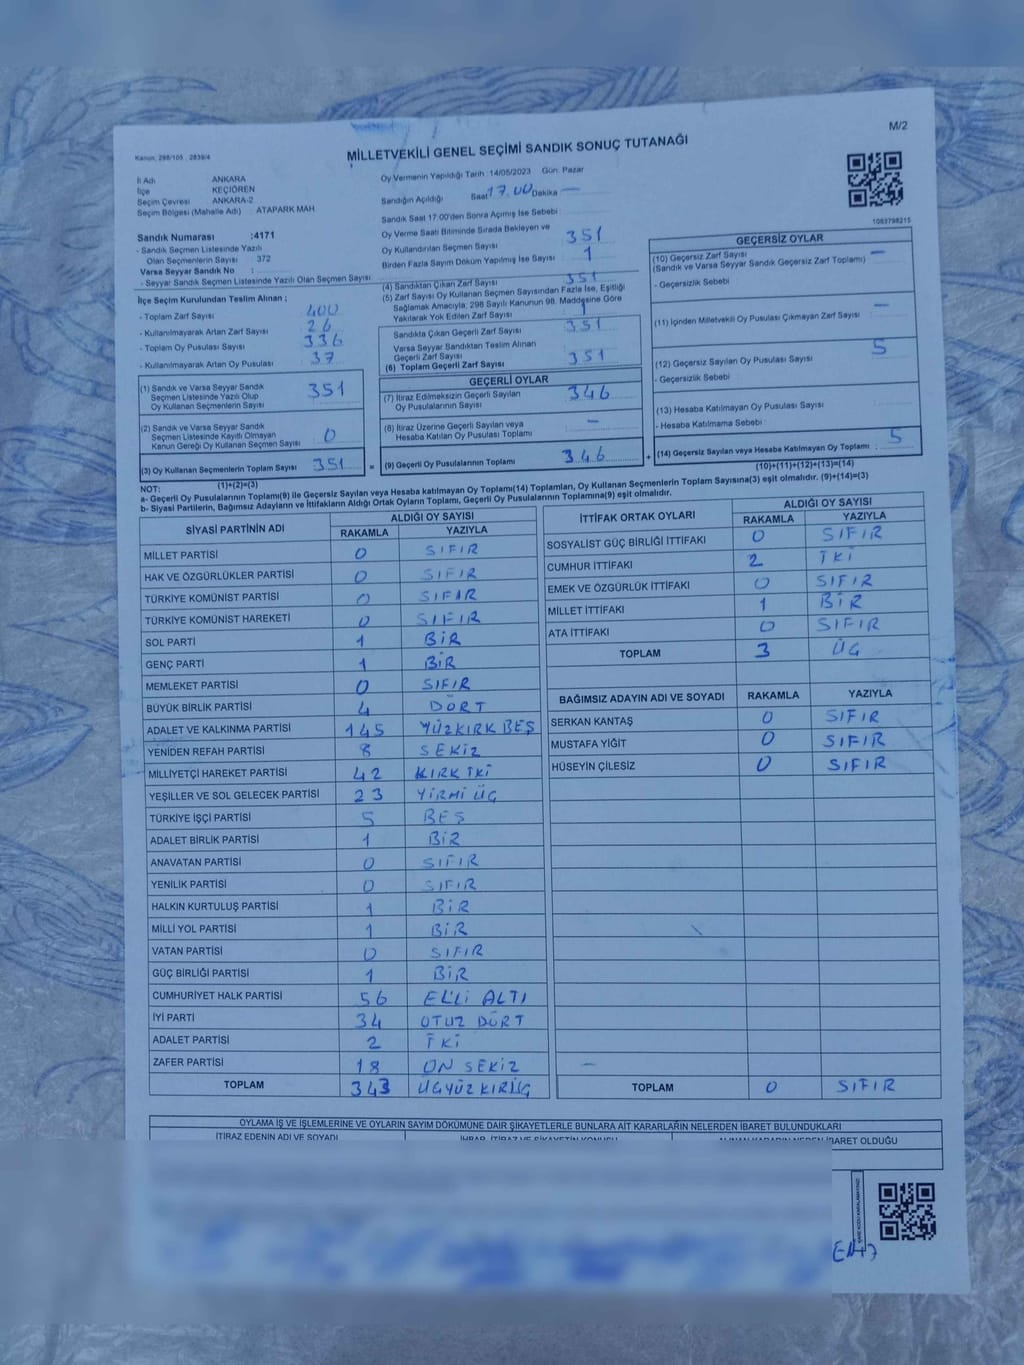 M/2
Kanun, 298/105 , 2839/4
MİLLETVEKİLİ GENEL SEÇİMİ SANDIK SONUÇ TUTANAĞI
İl Adı ANKARA
İlçe KEÇİÖREN
Seçim Çevresi ANKARA-2
Seçim Bölgesi (Mahalle Adı) ATAPARK MAH.
Sandık Numarası :4171
- Sandık Seçmen Listesinde Yazılı
Olan Seçmenlerin Sayısı 372
Varsa Seyyar Sandık No :
- Seyyar Sandık Seçmen Listesinde Yazılı Olan Seçmen Sayısı
Oy Vermenin Yapıldığı Tarih :14/05/2023 Gün: Pazar
Sandığın Açıldığı Saat 17.00 Dakika —
Sandık Saat 17.00'den Sonra Açımış İse Sebebi
Oy Verme Saati Bitiminde Sırada Bekleyen ve
Oy Kullandırılan Seçmen Sayısı 351
Birden Fazla Sayım Döküm Yapılmış İse Sayısı 1
1083798215
İlçe Seçim Kurulundan Teslim Alınan ;
- Toplam Zarf Sayısı 400
- Kullanılmayarak Artan Zarf Sayısı 26
- Toplam Oy Pusulası Sayısı 336
- Kullanılmayarak Artan Oy Pusulası 37
(4) Sandıktan Çıkan Zarf Sayısı 351
(5) Zarf Sayısı Oy Kullanan Seçmen Sayısından Fazla İse, Eşitliği
Sağlamak Amacıyla; 298 Sayılı Kanunun 98. Maddesine Göre
Yakılarak Yok Edilen Zarf Sayısı 1
Sandıkta Çıkan Geçerli Zarf Sayısı 351
Varsa Seyyar Sandıktan Teslim Alınan
Geçerli Zarf Sayısı
(6) Toplam Geçerli Zarf Sayısı 351
GEÇERSİZ OYLAR
(10) Geçersiz Zarf Sayısı —
(Sandık ve Varsa Seyyar Sandık Geçersiz Zarf Toplamı)
- Geçersizlik Sebebi
(11) İçinden Milletvekili Oy Pusulası Çıkmayan Zarf Sayısı —
(12) Geçersiz Sayılan Oy Pusulası Sayısı 5
- Geçersizlik Sebebi
(13) Hesaba Katılmayan Oy Pusulası Sayısı
- Hesaba Katılmama Sebebi
(14) Geçersiz Sayılan veya Hesaba Katılmayan Oy Toplamı 5
(10)+(11)+(12)+(13)=(14)
(1) Sandık ve Varsa Seyyar Sandık
Seçmen Listesinde Yazılı Olup
Oy Kullanan Seçmenlerin Sayısı 351
(2) Sandık ve Varsa Seyyar Sandık
Seçmen Listesinde Kayıtlı Olmayan
Kanun Gereği Oy Kullanan Seçmen Sayısı 0
(3) Oy Kullanan Seçmenlerin Toplam Sayısı 351 =
(1)+(2)=(3)
GEÇERLİ OYLAR
(7) İtiraz Edilmeksizin Geçerli Sayılan
Oy Pusulalarının Sayısı 346
(8) İtiraz Üzerine Geçerli Sayılan veya
Hesaba Katılan Oy Pusulası Toplamı —
(9) Geçerli Oy Pusulalarının Toplamı 346 +
NOT:
a- Geçerli Oy Pusulalarının Toplamı(9) ile Geçersiz Sayılan veya Hesaba katılmayan Oy Toplamı(14) Toplamları, Oy Kullanan Seçmenlerin Toplam Sayısına(3) eşit olmalıdır. (9)+(14)=(3)
b- Siyasi Partilerin, Bağımsız Adayların ve İttifakların Aldığı Ortak Oyların Toplamı, Geçerli Oy Pusulalarının Toplamına(9) eşit olmalıdır.
SİYASİ PARTİNİN ADI ALDIĞI OY SAYISI
RAKAMLA YAZIYLA
MİLLET PARTİSİ 0 SIFIR
HAK VE ÖZGÜRLÜKLER PARTİSİ 0 SIFIR
TÜRKİYE KOMÜNİST PARTİSİ 0 SIFIR
TÜRKİYE KOMÜNİST HAREKETİ 0 SIFIR
SOL PARTİ 1 BİR
GENÇ PARTİ 1 BİR
MEMLEKET PARTİSİ 0 SIFIR
BÜYÜK BİRLİK PARTİSİ 4 DÖRT
ADALET VE KALKINMA PARTİSİ 145 YÜZKIRK BEŞ
YENİDEN REFAH PARTİSİ 8 SEKİZ
MİLLİYETÇİ HAREKET PARTİSİ 42 KIRK İKİ
YEŞİLLER VE SOL GELECEK PARTİSİ 23 YİRMİ ÜÇ
TÜRKİYE İŞÇİ PARTİSİ 5 BEŞ
ADALET BİRLİK PARTİSİ 1 BİR
ANAVATAN PARTİSİ 0 SIFIR
YENİLİK PARTİSİ 0 SIFIR
HALKIN KURTULUŞ PARTİSİ 1 BİR
MİLLİ YOL PARTİSİ 1 BİR
VATAN PARTİSİ 0 SIFIR
GÜÇ BİRLİĞİ PARTİSİ 1 BİR
CUMHURİYET HALK PARTİSİ 56 ELLİ ALTI
İYİ PARTİ 34 OTUZ DÖRT
ADALET PARTİSİ 2 İKİ
ZAFER PARTİSİ 18 ON SEKİZ
TOPLAM 343
İTTİFAK ORTAK OYLARI ALDIĞI OY SAYISI
RAKAMLA YAZIYLA
SOSYALİST GÜÇ BİRLİĞİ İTTİFAKI 0 SIFIR
CUMHUR İTTİFAKI 2 İKİ
EMEK VE ÖZGÜRLÜK İTTİFAKI 0 SIFIR
MİLLET İTTİFAKI 1 BİR
ATA İTTİFAKI 0 SIFIR
TOPLAM 3 ÜÇ
BAĞIMSIZ ADAYIN ADI VE SOYADI RAKAMLA YAZIYLA
SERKAN KANTAŞ 0 SIFIR
MUSTAFA YİĞİT 0 SIFIR
HÜSEYİN ÇİLESİZ 0 SIFIR
TOPLAM 0 SIFIR
OYLAMA İŞ VE İŞLEMLERİNE VE OYLARIN SAYIM DÖKÜMÜNE DAİR ŞİKAYETLERLE BUNLARA AİT KARARLARIN NELERDEN İBARET BULUNDUKLARI
İTİRAZ EDENİN ADI VE SOYADI